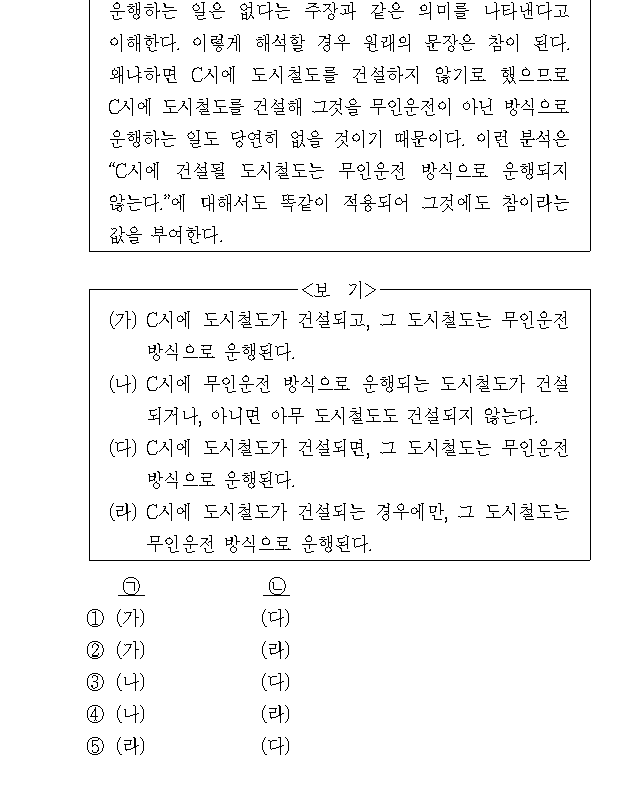 운행하는 일은 없다는 주장과 같은 의미를 나타낸다고
이해한다. 이렇게 해석할 경우 원래의 문장은 참이 된다.
왜냐하면 C시에 도시철도를 건설하지 않기로 했으므로
C시에 도시철도를 건설해 그것을 무인운전이 아닌 방식으로
운행하는 일도 당연히 없을 것이기 때문이다. 이런 분석은
“C시에 건설될 도시철도는 무인운전 방식으로 운행되지
않는다.”에 대해서도 똑같이 적용되어 그것에도 참이라는
값을 부여한다.
<보 기>
(가) C시에 도시철도가 건설되고, 그 도시철도는 무인운전
방식으로 운행된다.
(나) C시에 무인운전 방식으로 운행되는 도시철도가 건설
되거나, 아니면 아무 도시철도도 건설되지 않는다.
(다) C시에 도시철도가 건설되면, 그 도시철도는 무인운전
방식으로 운행된다.
(라) C시에 도시철도가 건설되는 경우에만, 그 도시철도는
무인운전 방식으로 운행된다.
㉠ ㉡
① (가) (다)
② (가) (라)
③ (나) (다)
④ (나) (라)
⑤ (라) (다)